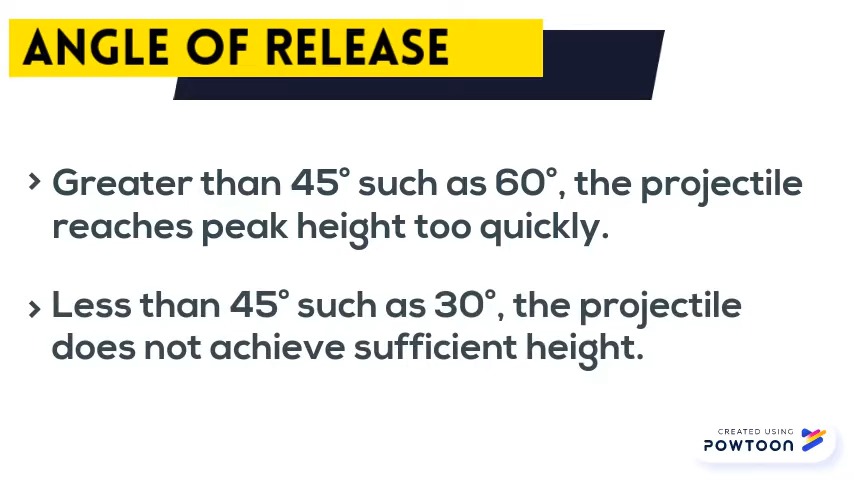 ANGLE OF RELEASE
Greater than 45° such as 60°, the projectile
reaches peak height too quickly.
Less than 45° such as 30°, the projectile
does not achieve sufficient height.
CREATED USING
POWTOON